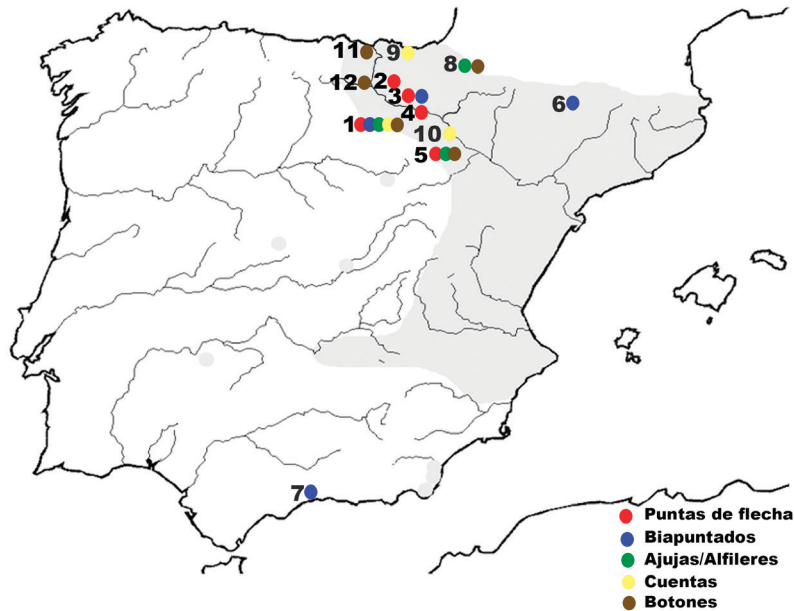 11
9
8
12
2
3
6
4
1
10
5
7
Puntas de flecha
Biapuntados
Ajujas/Alfileres
Cuentas
Botones